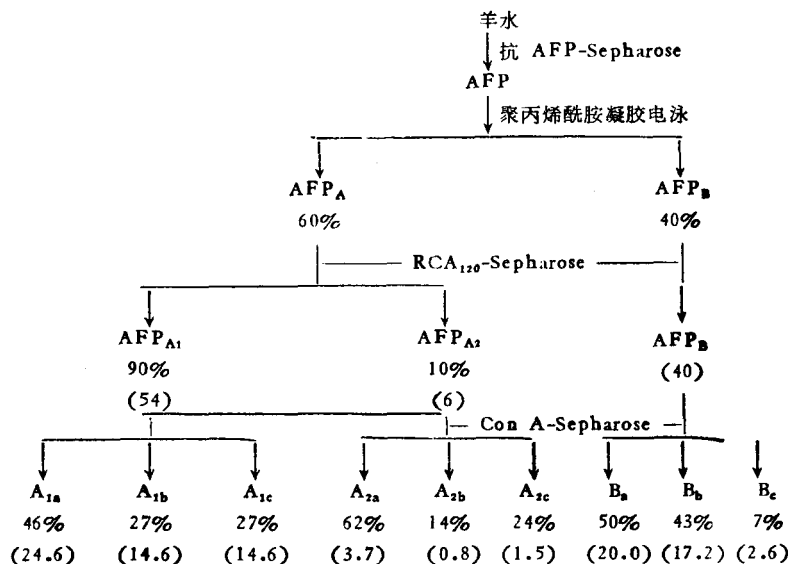 羊水
抗 AFP-Sepharose
AFP
聚丙烯酰胺凝胶电泳
AFP_A AFP_B
60% 40%
RCA₁₂₀-Sepharose
AFP_A1 AFP_A2 AFP_B
90% 10% (40)
(54) (6)
Con A-Sepharose
A₁a A₁b A₁c A₂a A₂b A₂c Ba Bb Bc
46% 27% 27% 62% 14% 24% 50% 43% 7%
(24.6) (14.6) (14.6) (3.7) (0.8) (1.5) (20.0) (17.2) (2.6)